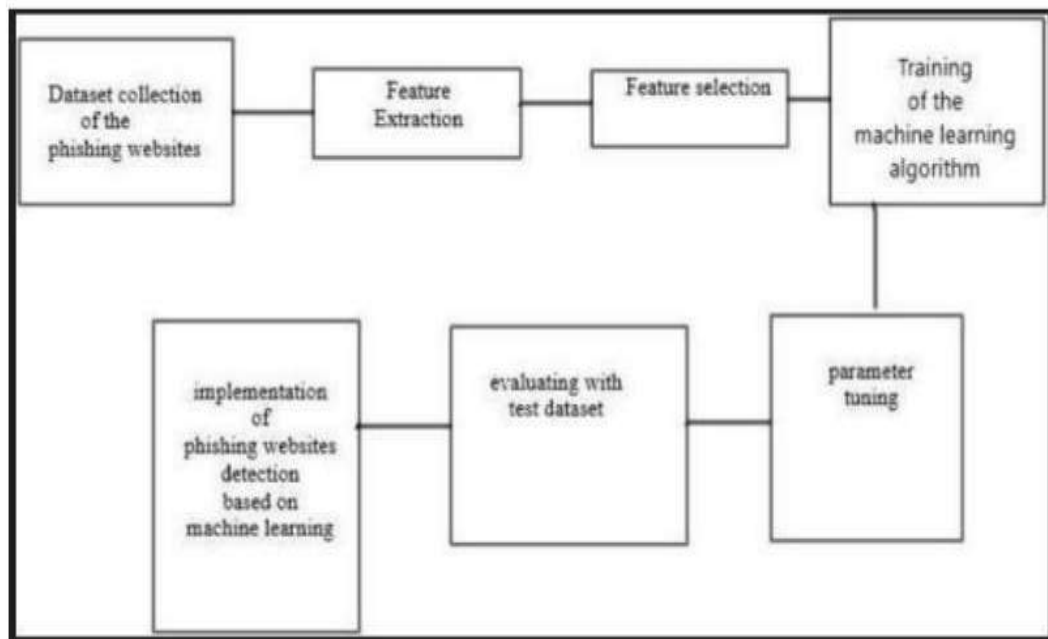 Dataset collection
of the
phishing websites
Feature
Extraction
Feature selection
Training
of the
machine learning
algorithm
parameter
tuning
evaluating with
test dataset
implementation
of
phishing websites
detection
based on
machine learning